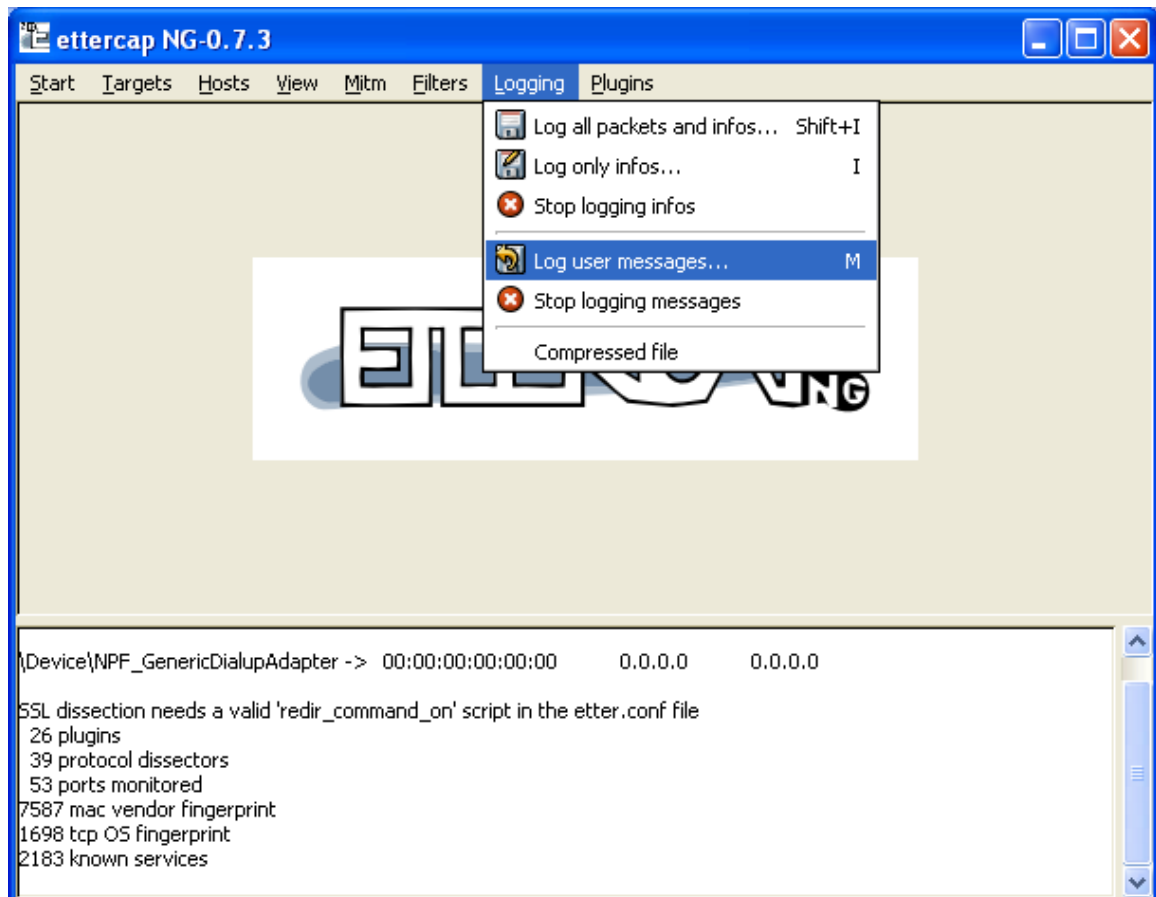 ettercap NG-0.7.3
Start Targets Hosts View Mitm Filters Logging Plugins
Log all packets and infos... Shift+I
Log only infos... I
Stop logging infos
Log user messages... M
Stop logging messages
Compressed file
NG
\Device\NPF_GenericDialupAdapter -> 00:00:00:00:00:00 0.0.0.0 0.0.0.0
SSL dissection needs a valid 'redir_command_on' script in the etter.conf file
26 plugins
39 protocol dissectors
53 ports monitored
7587 mac vendor fingerprint
1698 tcp OS fingerprint
2183 known services